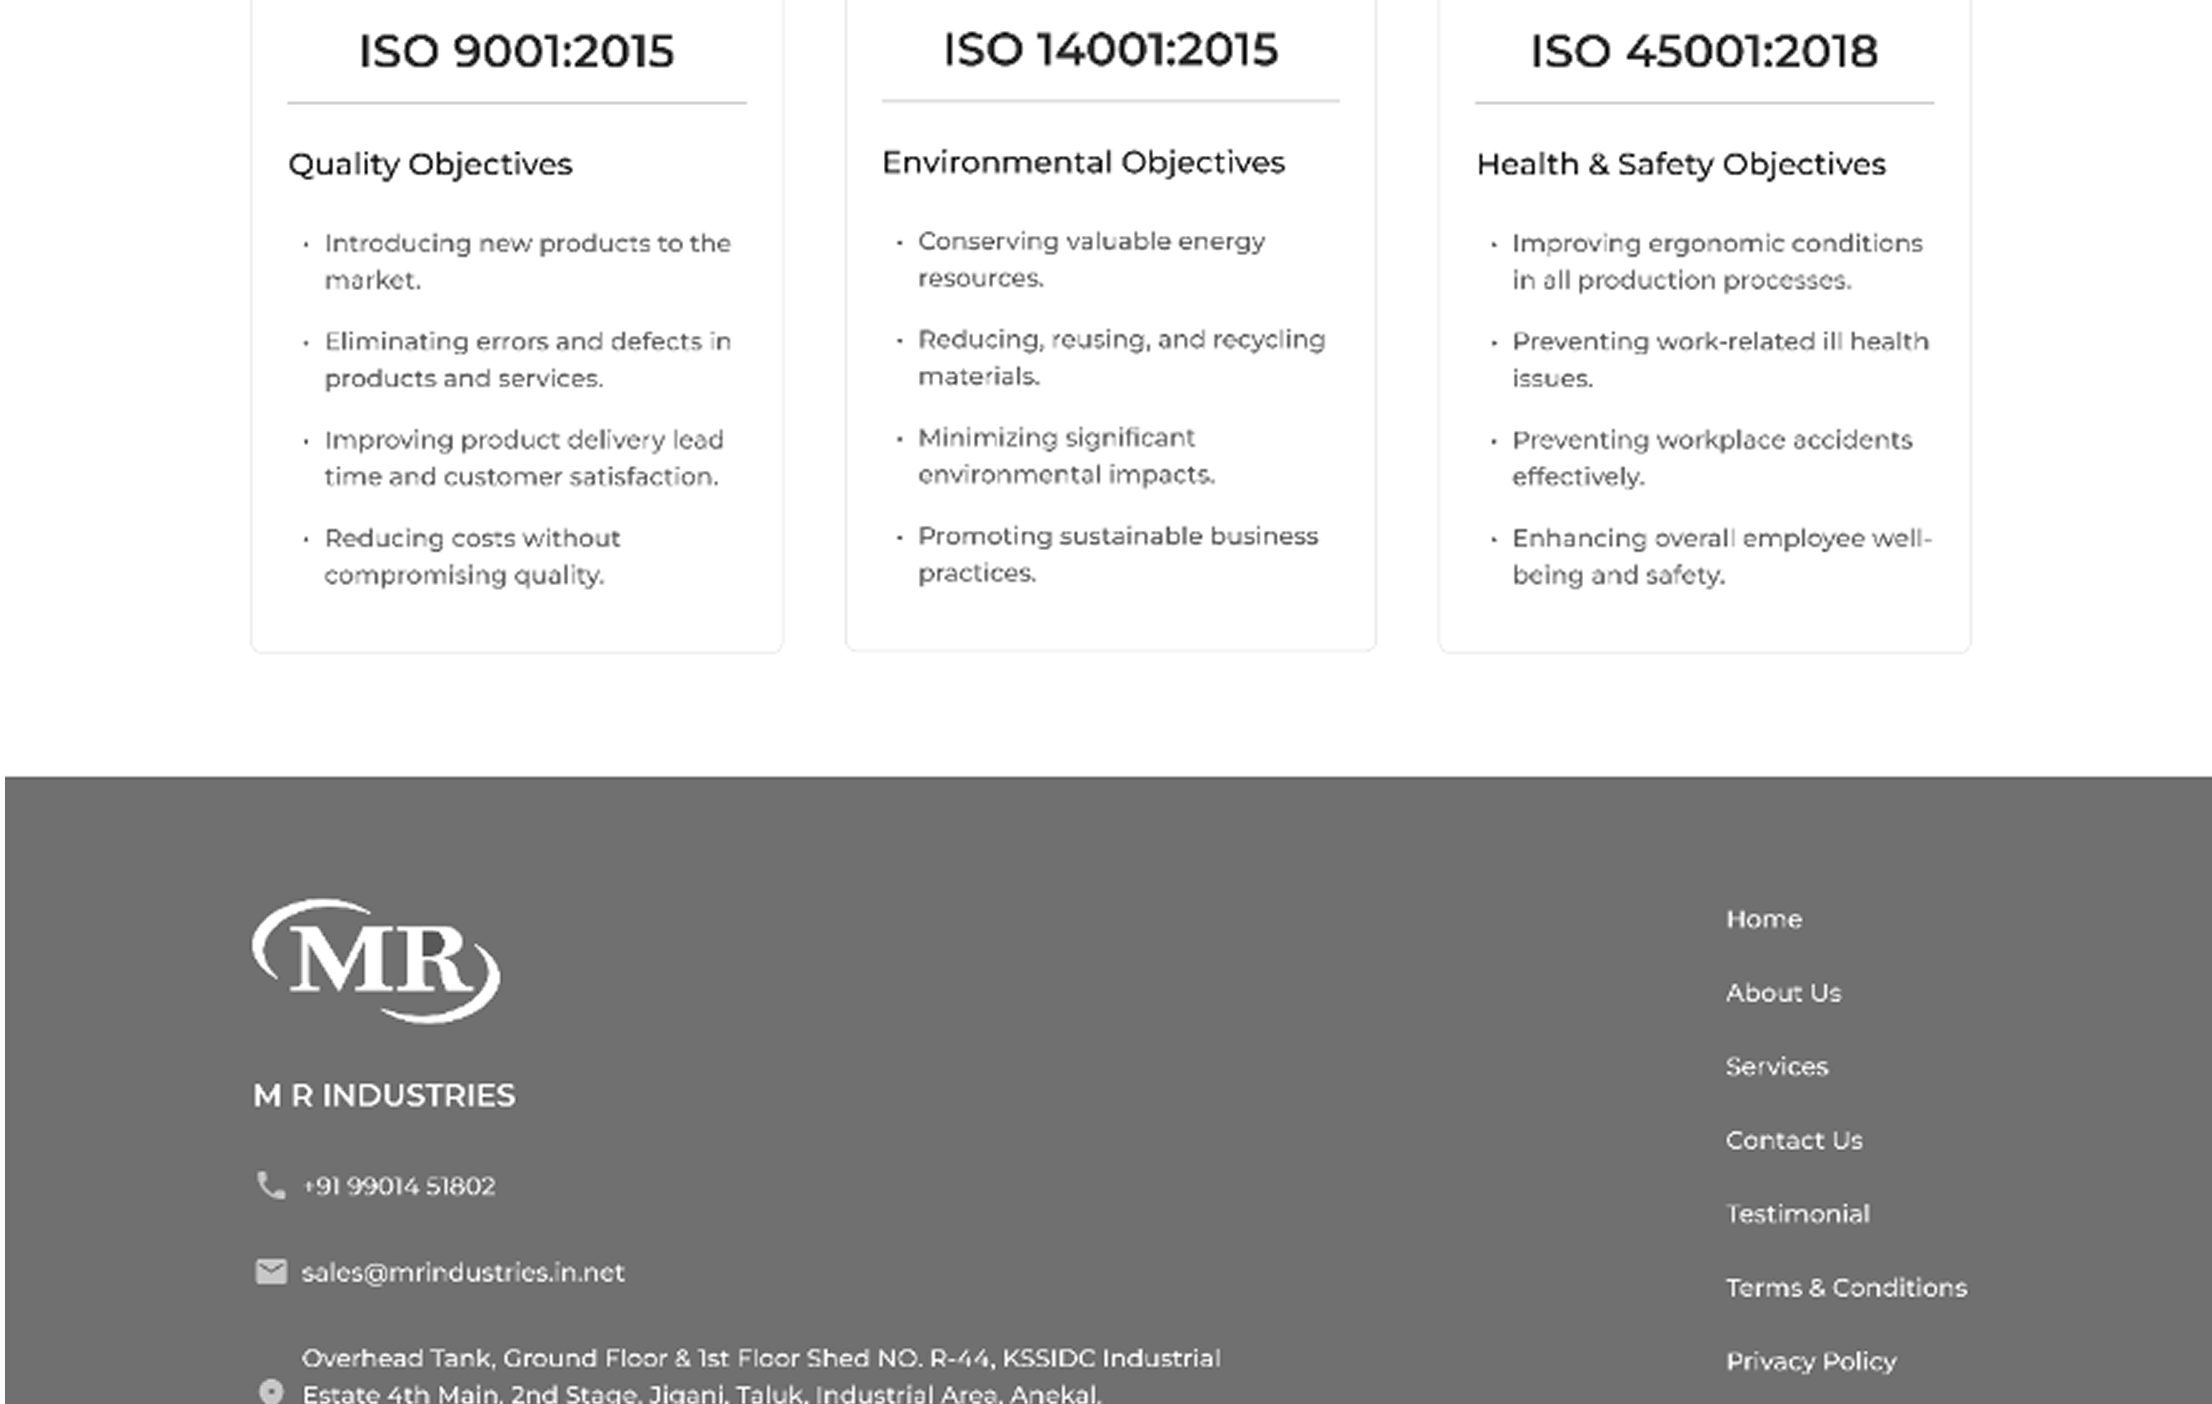 ISO 9001:2015
Quality Objectives
• Introducing new products to the
market.
• Eliminating errors and defects in
products and services.
• Improving product delivery lead
time and customer satisfaction.
• Reducing costs without
compromising quality.
ISO 14001:2015
Environmental Objectives
• Conserving valuable energy
resources.
• Reducing, reusing, and recycling
materials.
• Minimizing significant
environmental impacts.
• Promoting sustainable business
practices.
ISO 45001:2018
Health & Safety Objectives
• Improving ergonomic conditions
in all production processes.
• Preventing work-related ill health
issues.
• Preventing workplace accidents
effectively.
• Enhancing overall employee well-
being and safety.
MR
M R INDUSTRIES
+91 99014 51802
sales@mrindustries.in.net
Overhead Tank, Ground Floor & 1st Floor Shed NO. R-44, KSSIDC Industrial
Estate 4th Main, 2nd Stage, Jigani, Taluk, Industrial Area, Anekal,
Home
About Us
Services
Contact Us
Testimonial
Terms & Conditions
Privacy Policy